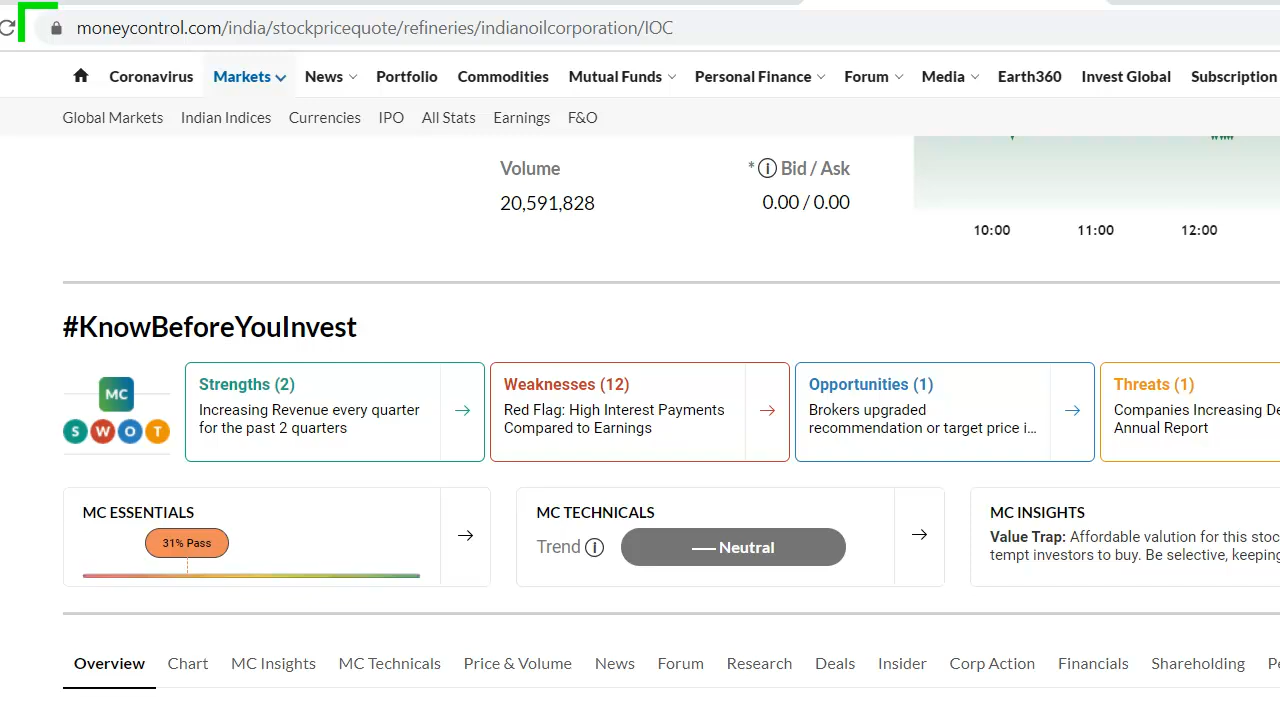 moneycontrol.com/india/stockpricequote/refineries/indianoilcorporation/IOC
Coronavirus Markets News Portfolio Commodities Mutual Funds Personal Finance Forum Media Earth360 Invest Global Subscription
Global Markets Indian Indices Currencies IPO All Stats Earnings F&O
Volume * i Bid / Ask
20,591,828 0.00 / 0.00
10:00 11:00 12:00
#KnowBeforeYouInvest
MC
S W O T
Strengths (2)
Increasing Revenue every quarter
for the past 2 quarters
Weaknesses (12)
Red Flag: High Interest Payments
Compared to Earnings
Opportunities (1)
Brokers upgraded
recommendation or target price i...
Threats (1)
Companies Increasing De
Annual Report
MC ESSENTIALS
31% Pass
MC TECHNICALS
Trend i Neutral
MC INSIGHTS
Value Trap: Affordable valution for this stoc
tempt investors to buy. Be selective, keeping
Overview Chart MC Insights MC Technicals Price & Volume News Forum Research Deals Insider Corp Action Financials Shareholding Pe